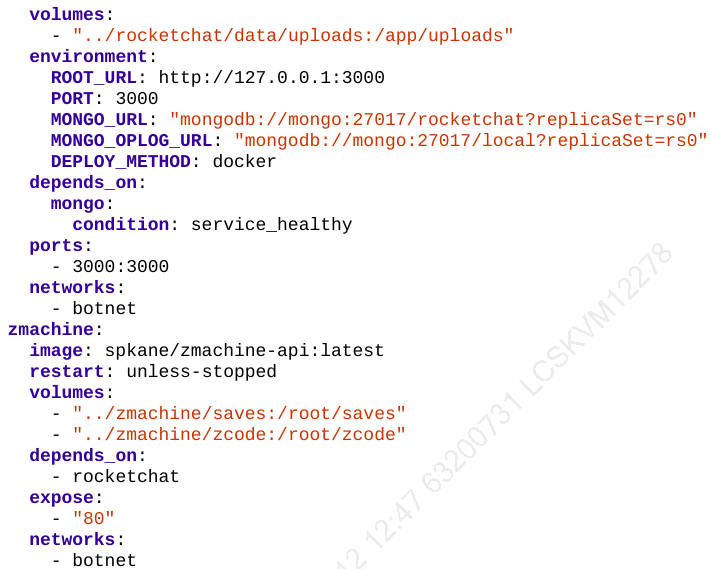 volumes:
    - "../rocketchat/data/uploads:/app/uploads"
  environment:
    ROOT_URL: http://127.0.0.1:3000
    PORT: 3000
    MONGO_URL: "mongodb://mongo:27017/rocketchat?replicaSet=rs0"
    MONGO_OPLOG_URL: "mongodb://mongo:27017/local?replicaSet=rs0"
    DEPLOY_METHOD: docker
  depends_on:
    mongo:
      condition: service_healthy
  ports:
    - 3000:3000
  networks:
    - botnet
zmachine:
  image: spkane/zmachine-api:latest
  restart: unless-stopped
  volumes:
    - "../zmachine/saves:/root/saves"
    - "../zmachine/zcode:/root/zcode"
  depends_on:
    - rocketchat
  expose:
    - "80"
  networks:
    - botnet
12 12:47 63200731 LCSKVM12278